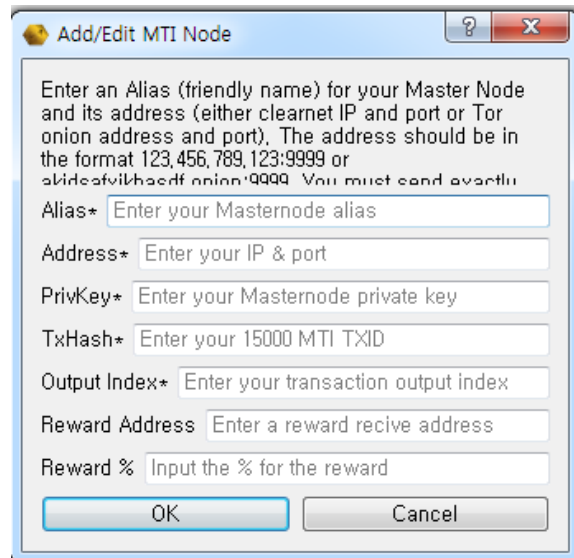 Add/Edit MTI Node
?
Enter an Alias (friendly name) for your Master Node
and its address (either clearnet IP and port or Tor
onion address and port), The address should be in
the format 123,456,789,123:9999 or
You must send exactly
Alias* Enter your Masternode alias
Address* Enter your IP & port
PrivKey* Enter your Masternode private key
TxHash* Enter your 15000 MTI TXID
Output Index* Enter your transaction output index
Reward Address Enter a reward recive address
Reward % Input the % for the reward
OK Cancel